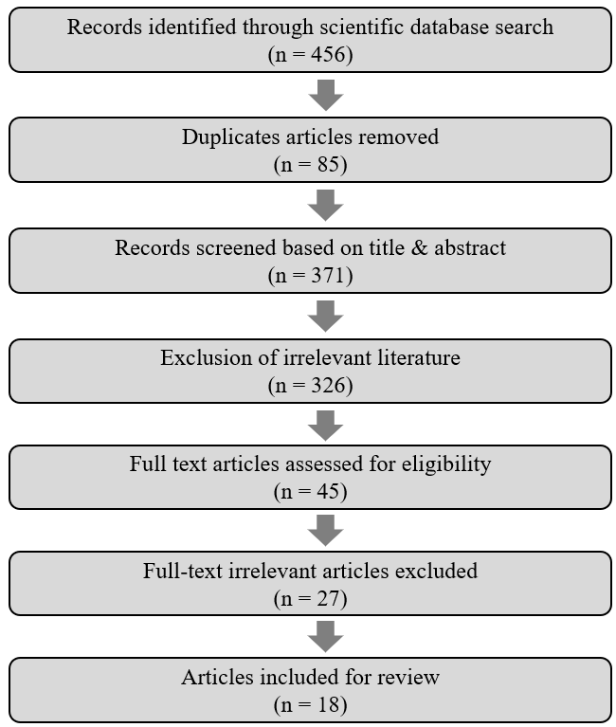 Records identified through scientific database search
(n = 456)
Duplicates articles removed
(n = 85)
Records screened based on title & abstract
(n = 371)
Exclusion of irrelevant literature
(n = 326)
Full text articles assessed for eligibility
(n = 45)
Full-text irrelevant articles excluded
(n = 27)
Articles included for review
(n = 18)